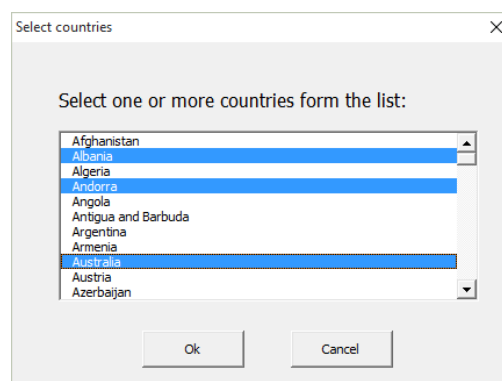 Select countries
Select one or more countries form the list:
Afghanistan
Albania
Algeria
Andorra
Angola
Antigua and Barbuda
Argentina
Armenia
Australia
Austria
Azerbaijan
Ok Cancel